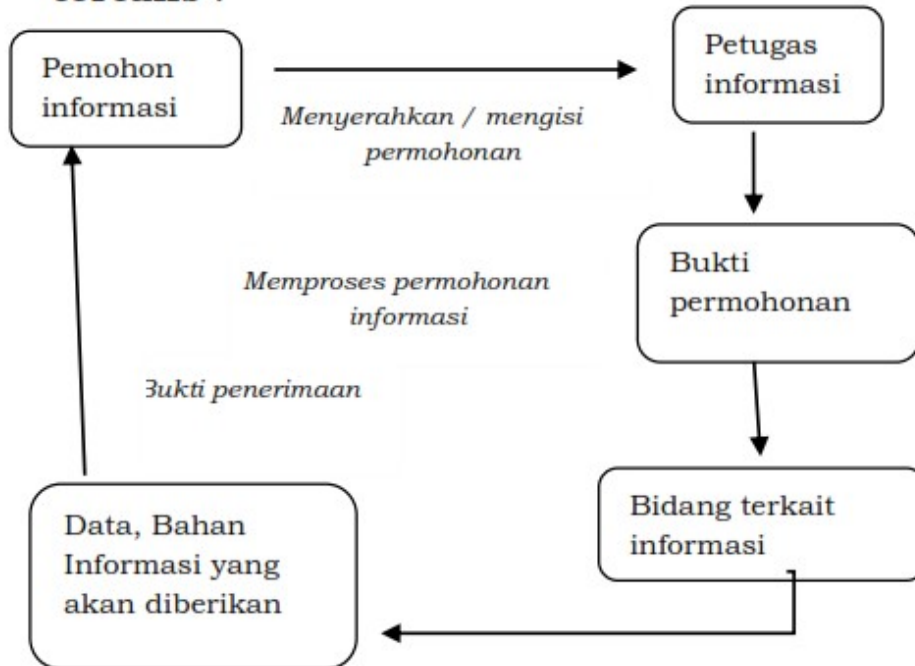 Pemohon
informasi
Petugas
informasi
Menyerahkan / mengisi
permohonan
Bukti
permohonan
Memproses permohonan
informasi
Bukti penerimaan
Bidang terkait
informasi
Data, Bahan
Informasi yang
akan diberikan